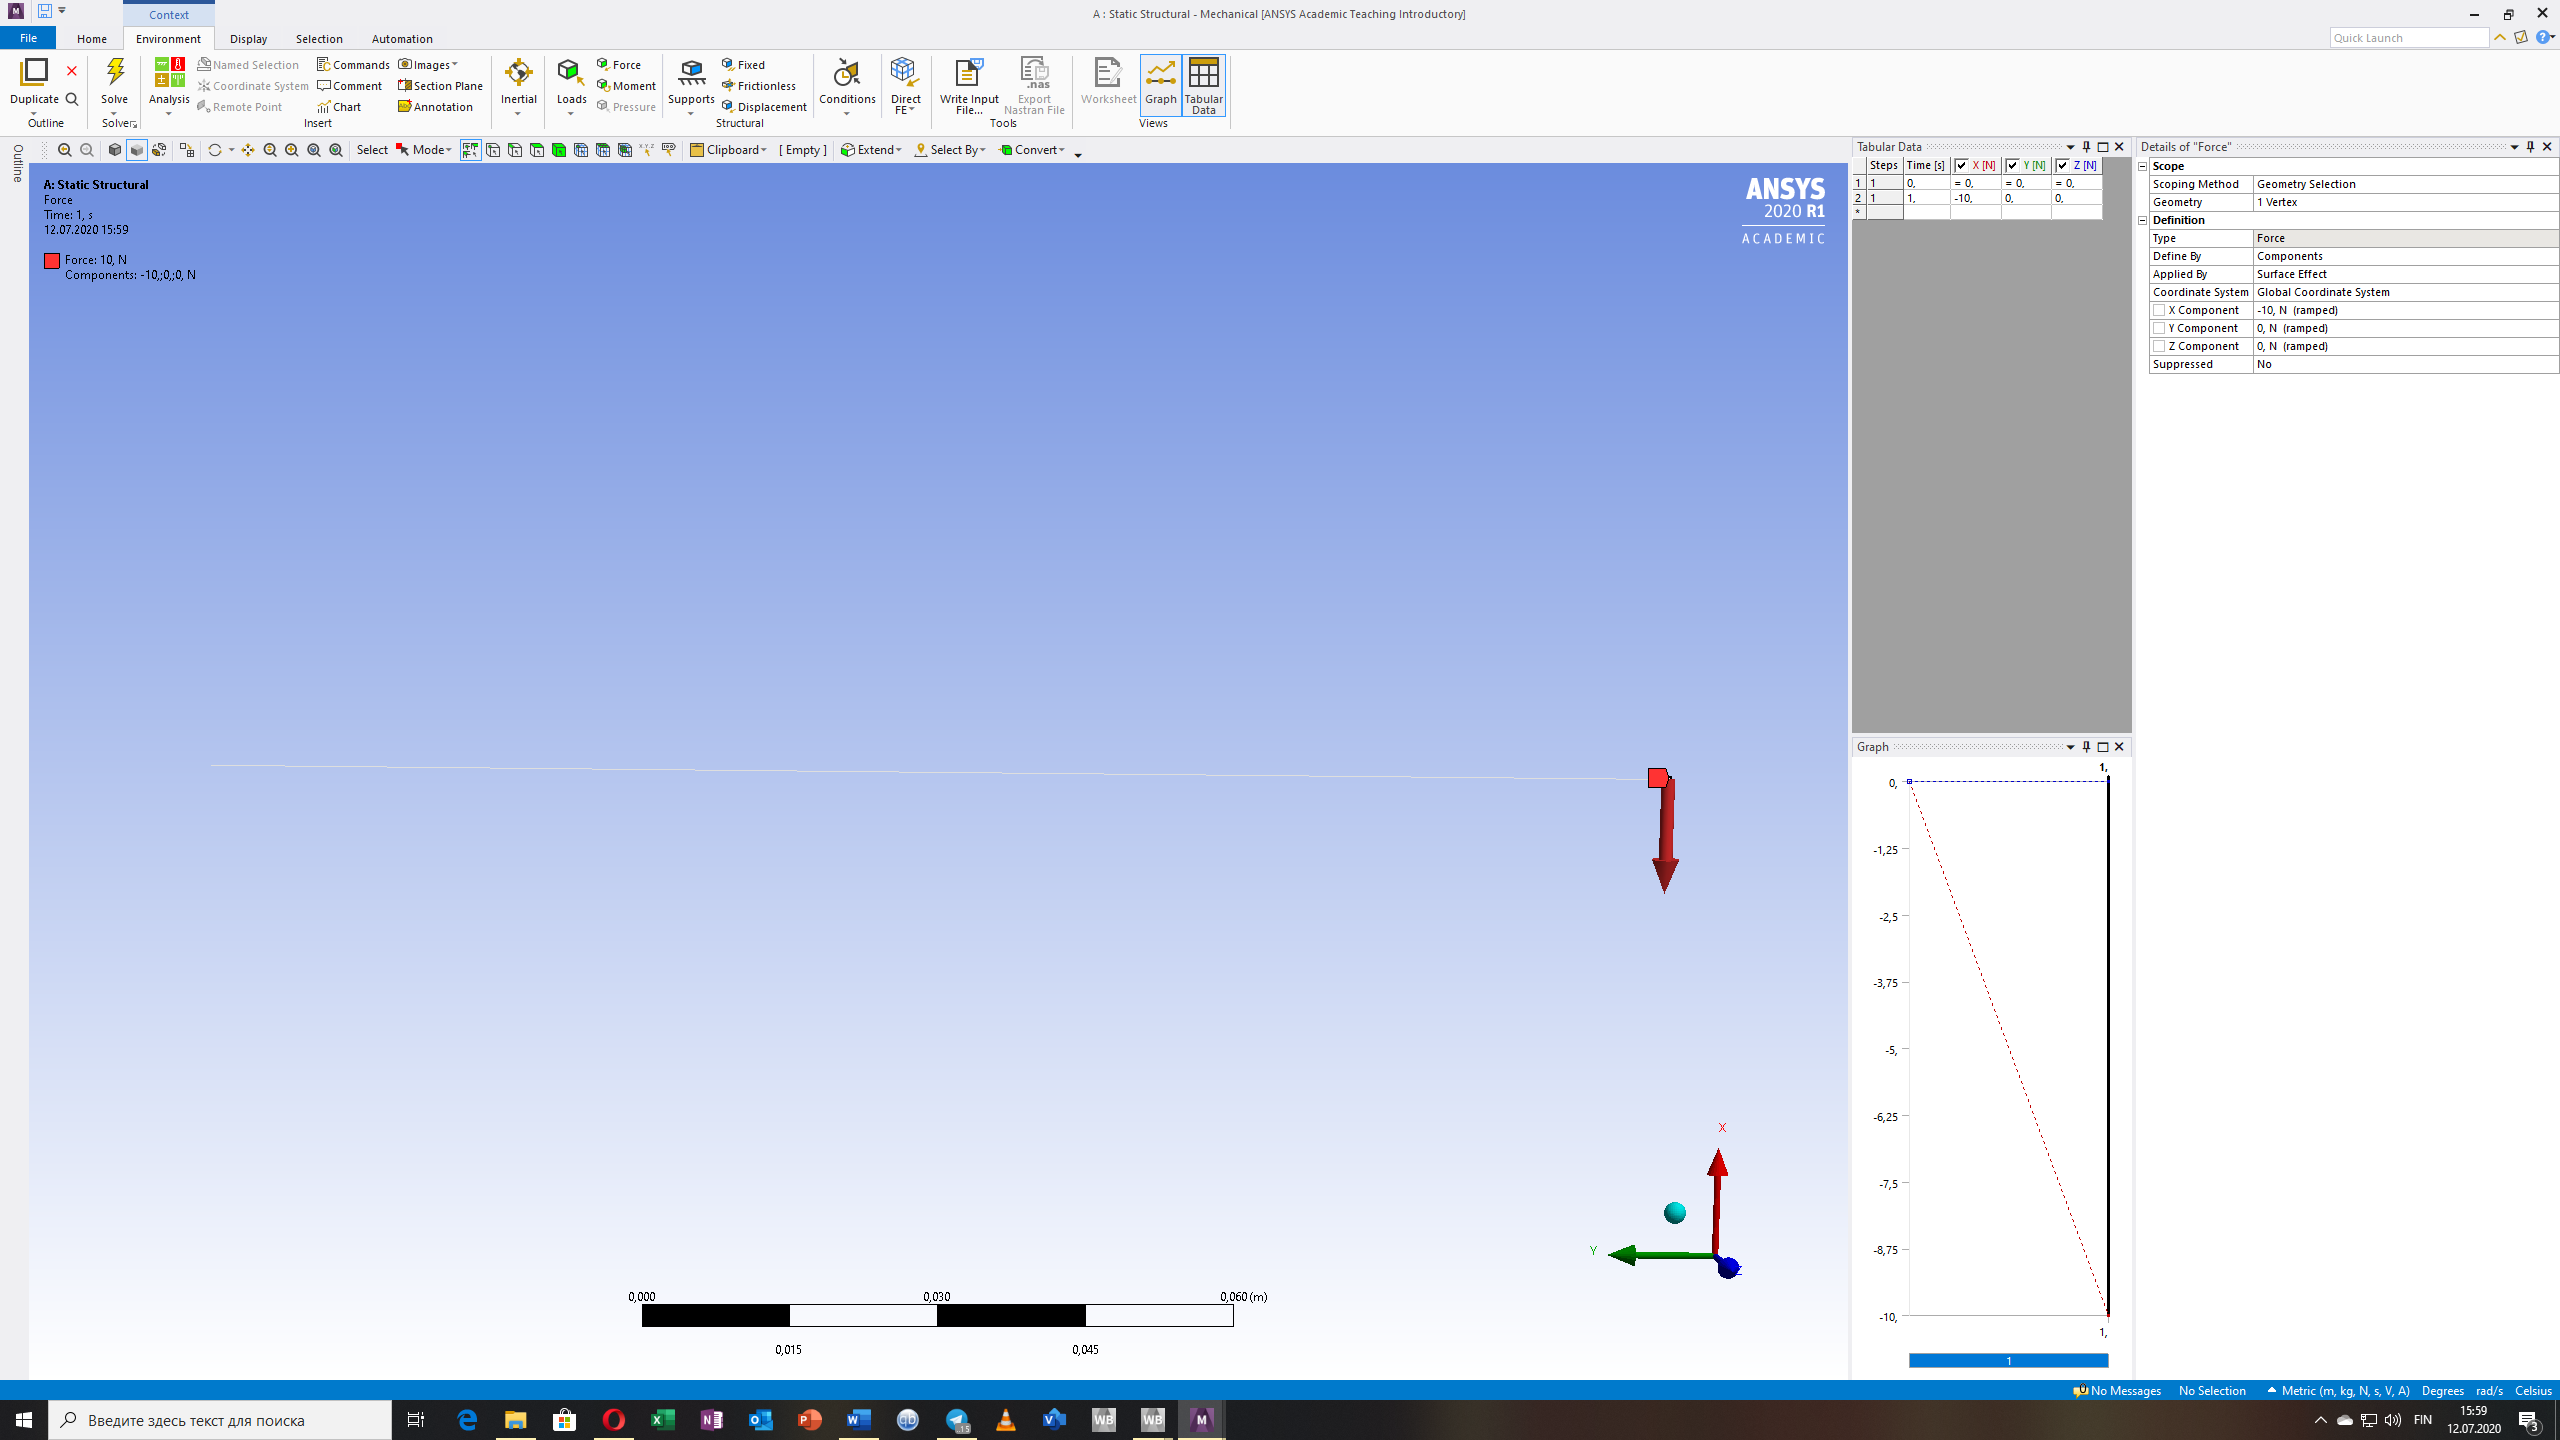 Context
A : Static Structural - Mechanical [ANSYS Academic Teaching Introductory]
File
Home
Environment
Display
Selection
Automation
Quick Launch
Duplicate
Outline
Solve
Solver
Analysis
Named Selection
Coordinate System
Remote Point
Commands
Comment
Chart
Images
Section Plane
Annotation
Insert
Inertial
Loads
Force
Moment
Pressure
Supports
Fixed
Frictionless
Displacement
Structural
Conditions
Direct
FE
Write Input
File...
Export
Nastran File
Tools
Worksheet
Graph
Tabular
Data
Views
Outline
Select
Mode
Clipboard
[ Empty ]
Extend
Select By
Convert
A: Static Structural
Force
Time: 1, s
12.07.2020 15:59
Force: 10, N
Components: -10,;0,;0, N
ANSYS
2020 R1
ACADEMIC
X
Y
Z
0,000
0,030
0,060 (m)
0,015
0,045
Tabular Data
Steps Time [s] X [N] Y [N] Z [N]
1 1 0, = 0, = 0, = 0,
2 1 1, -10, 0, 0,
*
Graph
1,
0,
-1,25
-2,5
-3,75
-5,
-6,25
-7,5
-8,75
-10,
1,
1
Details of "Force"
Scope
Scoping Method Geometry Selection
Geometry 1 Vertex
Definition
Type Force
Define By Components
Applied By Surface Effect
Coordinate System Global Coordinate System
X Component -10, N (ramped)
Y Component 0, N (ramped)
Z Component 0, N (ramped)
Suppressed No
0 No Messages No Selection Metric (m, kg, N, s, V, A) Degrees rad/s Celsius
Введите здесь текст для поиска
FIN
15:59
12.07.2020
3